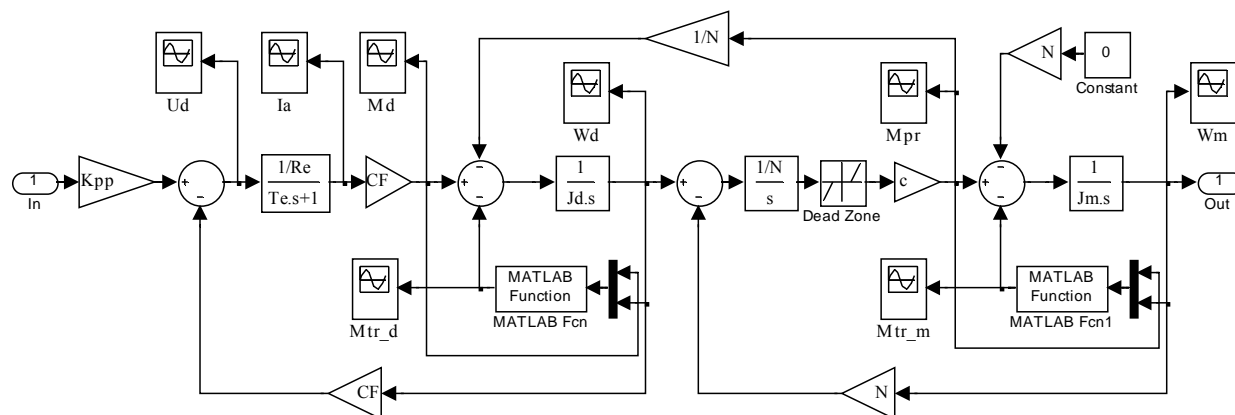 1/N
N
0
Constant
Ud
Ia
Md
Wd
Mpr
Wm
1
In
Kpp
+
−
1/Re
Te.s+1
CF
+
−
−
1
Jd.s
+
−
1/N
s
Dead Zone
c
+
−
−
1
Jm.s
1
Out
Mtr_d
MATLAB
Function
MATLAB Fcn
Mtr_m
MATLAB
Function
MATLAB Fcn1
CF
N